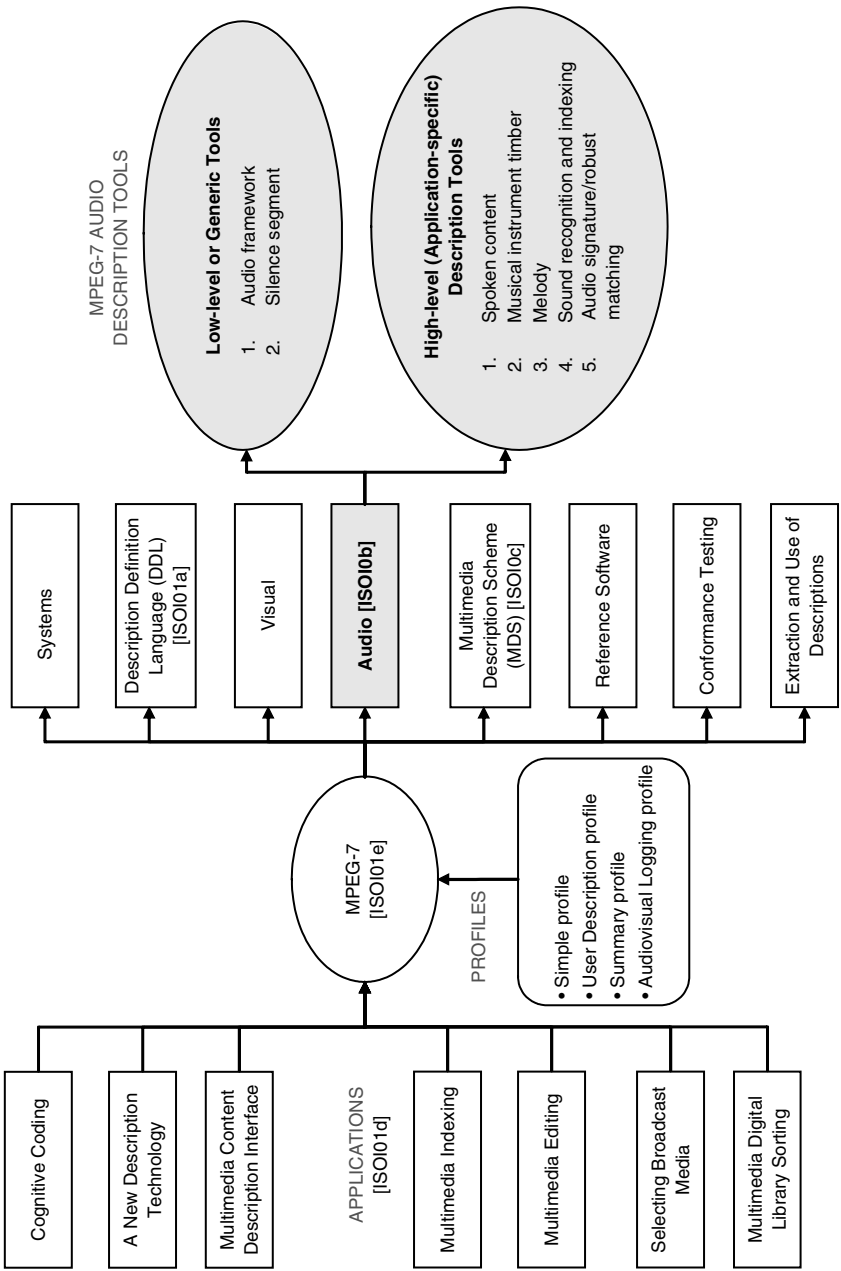 Cognitive Coding
A New Description
Technology
Multimedia Content
Description Interface
APPLICATIONS
[ISOI01d]
Multimedia Indexing
Multimedia Editing
Selecting Broadcast
Media
Multimedia Digital
Library Sorting
MPEG-7
[ISOI01e]
PROFILES
• Simple profile
• User Description profile
• Summary profile
• Audiovisual Logging profile
Systems
Description Definition
Language (DDL)
[ISOI01a]
Visual
Audio [ISOI0b]
Multimedia
Description Scheme
(MDS) [ISOI0c]
Reference Software
Conformance Testing
Extraction and Use of
Descriptions
MPEG-7 AUDIO
DESCRIPTION TOOLS
Low-level or Generic Tools
1. Audio framework
2. Silence segment
High-level (Application-specific)
Description Tools
1. Spoken content
2. Musical instrument timber
3. Melody
4. Sound recognition and indexing
5. Audio signature/robust
matching